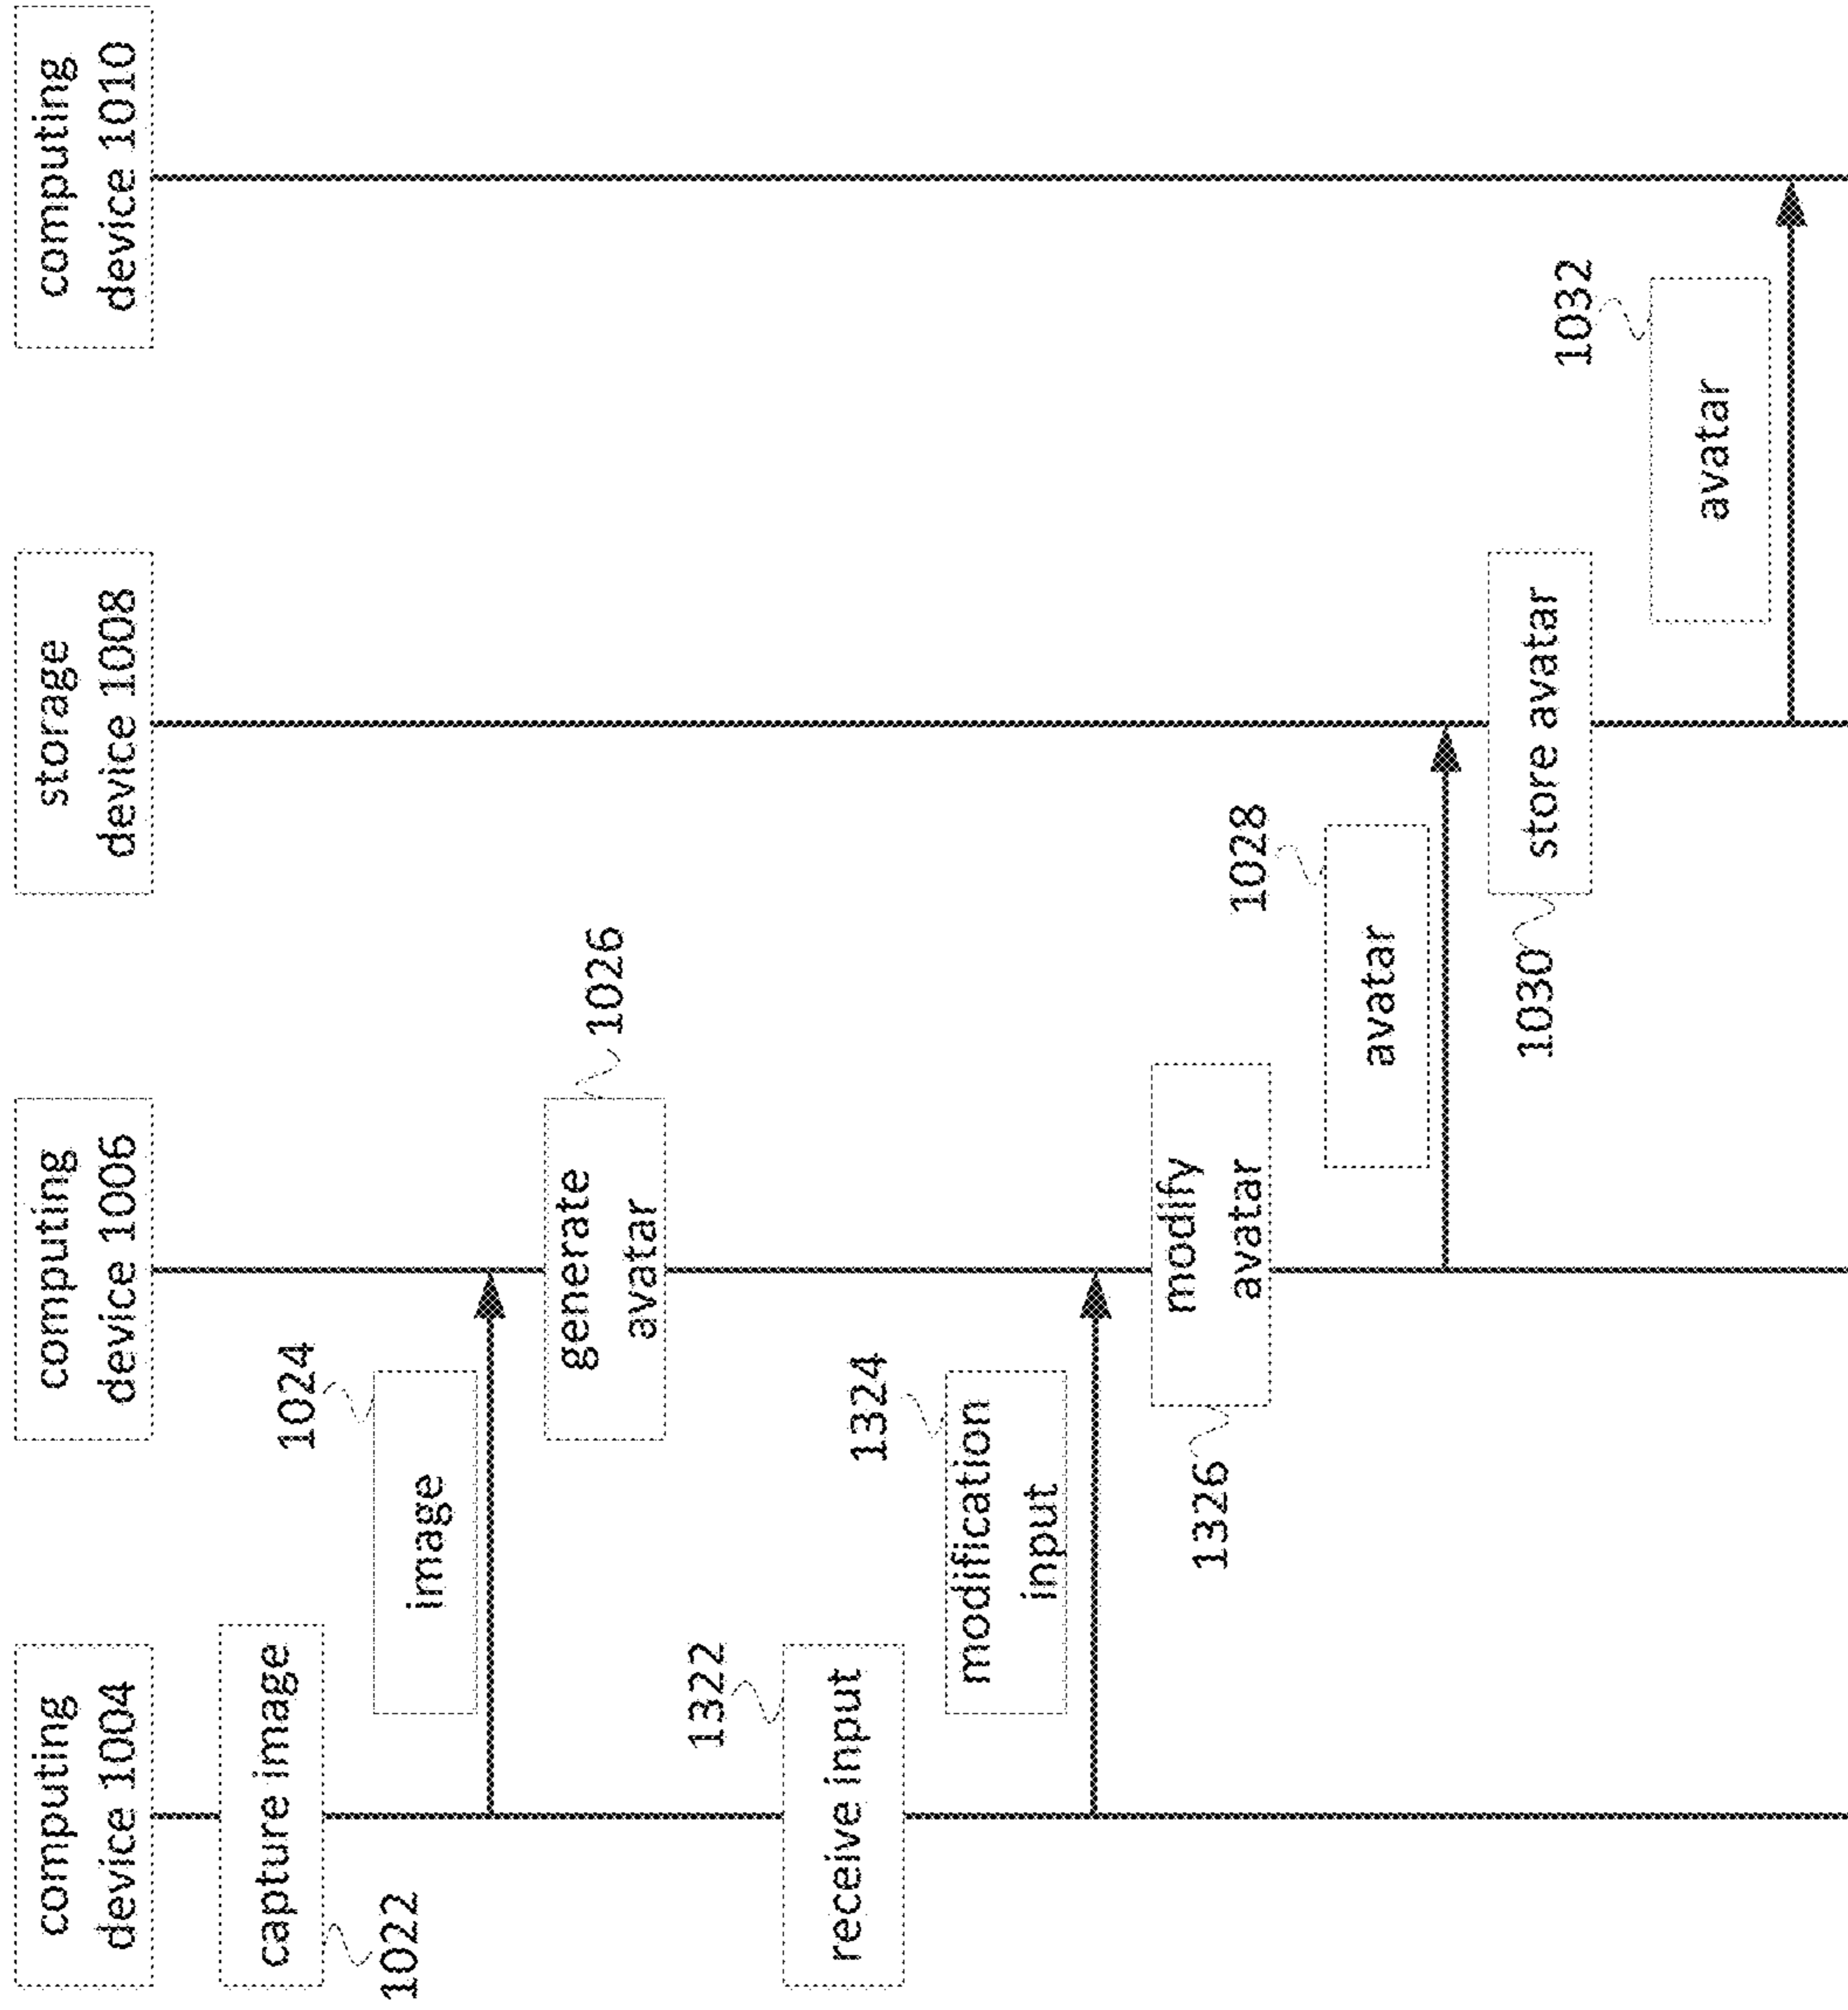 computing
device 1004
computing
device 1006
storage
device 1008
computing
device 1010
capture image
1022
1024
image
generate
avatar
1026
1322
receive input
1324
modification
input
modify
avatar
1326
1028
avatar
store avatar
1030
1032
avatar